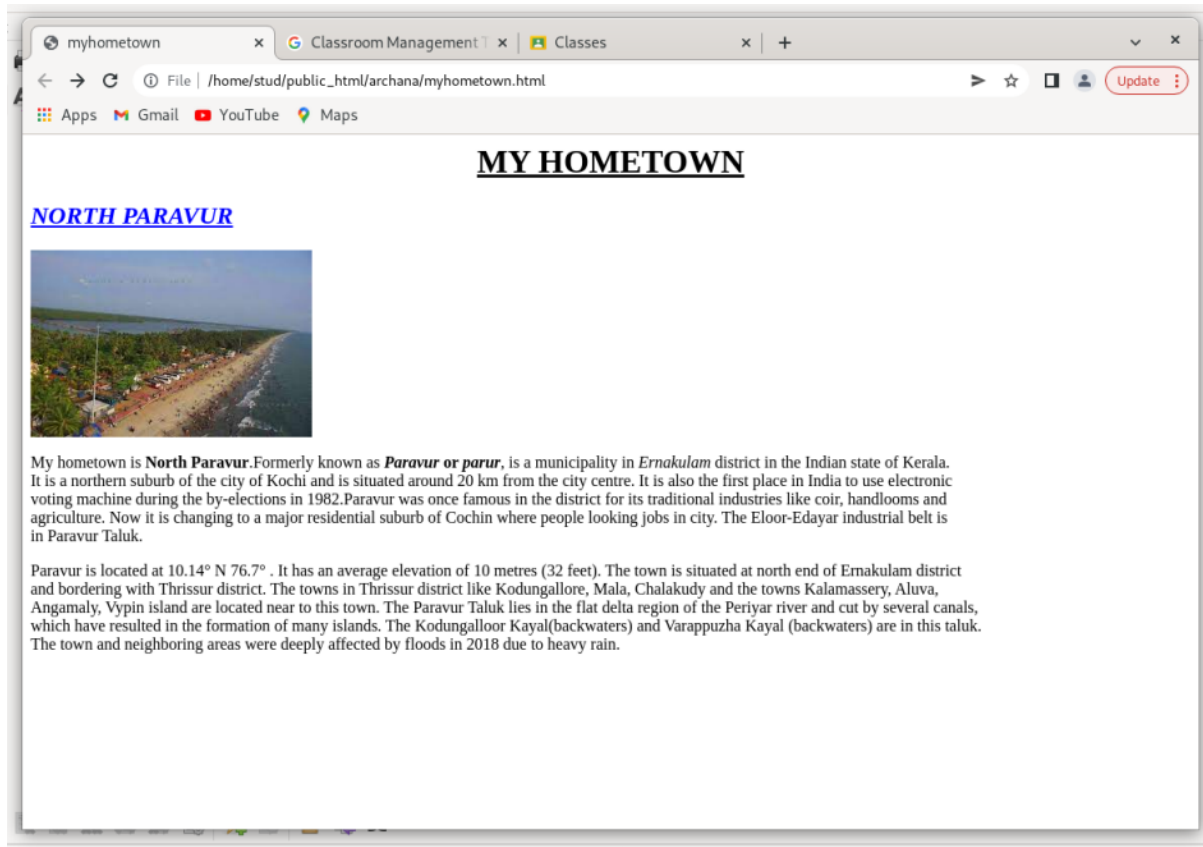 myhometown
Classroom Management T
Classes
File
/home/stud/public_html/archana/myhometown.html
Update
Apps
Gmail
YouTube
Maps
MY HOMETOWN
NORTH PARAVUR
My hometown is North Paravur.Formerly known as Paravur or parur, is a municipality in Ernakulam district in the Indian state of Kerala.
It is a northern suburb of the city of Kochi and is situated around 20 km from the city centre. It is also the first place in India to use electronic
voting machine during the by-elections in 1982.Paravur was once famous in the district for its traditional industries like coir, handlooms and
agriculture. Now it is changing to a major residential suburb of Cochin where people looking jobs in city. The Eloor-Edayar industrial belt is
in Paravur Taluk.
Paravur is located at 10.14° N 76.7° . It has an average elevation of 10 metres (32 feet). The town is situated at north end of Ernakulam district
and bordering with Thrissur district. The towns in Thrissur district like Kodungallore, Mala, Chalakudy and the towns Kalamassery, Aluva,
Angamaly, Vypin island are located near to this town. The Paravur Taluk lies in the flat delta region of the Periyar river and cut by several canals,
which have resulted in the formation of many islands. The Kodungalloor Kayal(backwaters) and Varappuzha Kayal (backwaters) are in this taluk.
The town and neighboring areas were deeply affected by floods in 2018 due to heavy rain.